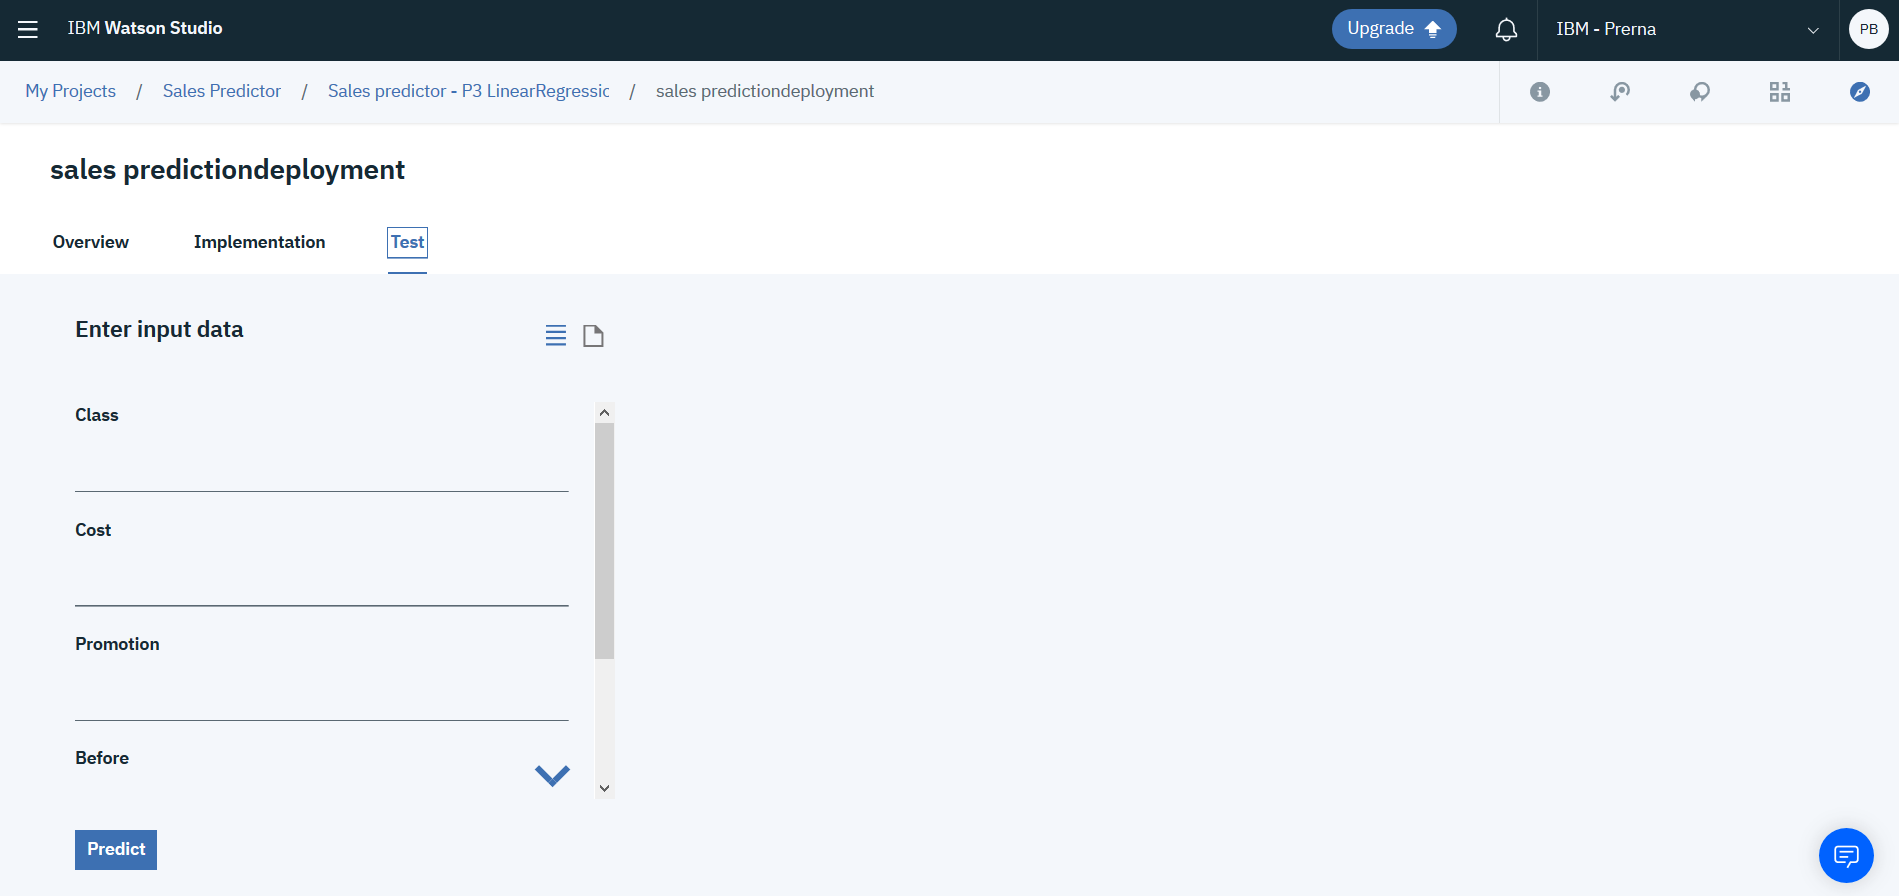 IBM Watson Studio
Upgrade
IBM - Prerna
PB
My Projects / Sales Predictor / Sales predictor - P3 LinearRegressic / sales predictiondeployment
sales predictiondeployment
Overview
Implementation
Test
Enter input data
Class
Cost
Promotion
Before
Predict